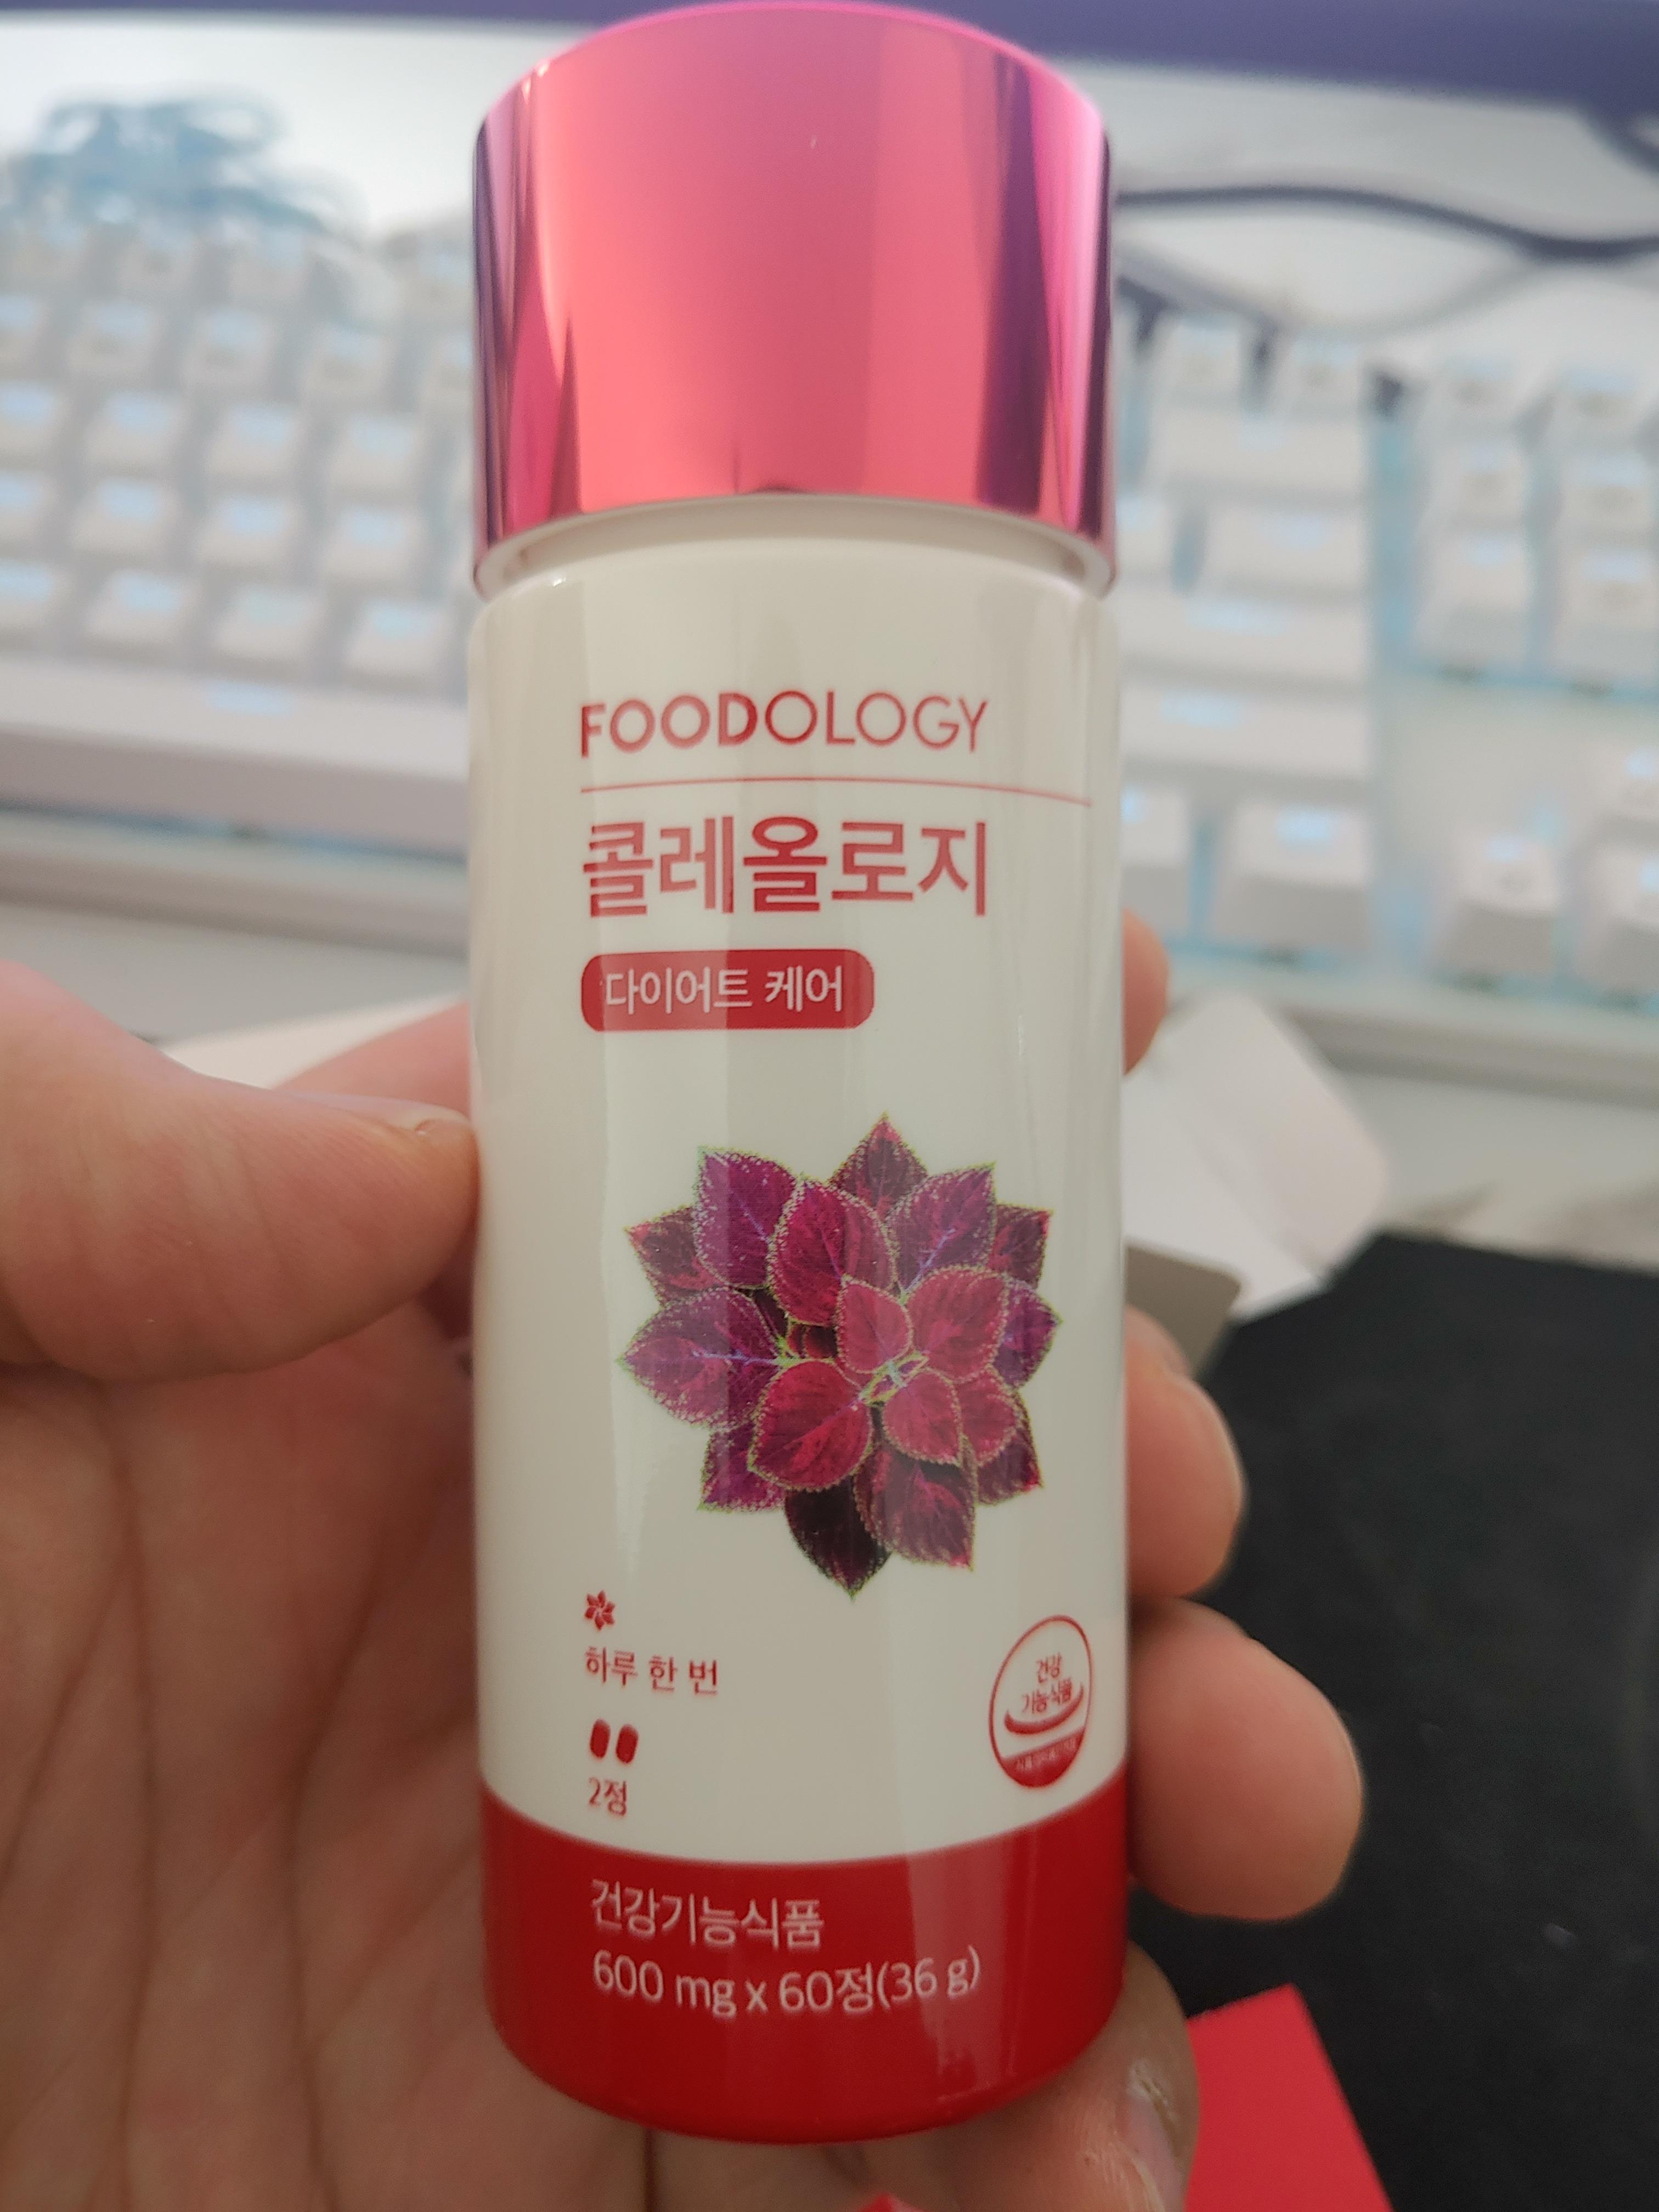 FOODOLOGY
콜레올로지
다이어트 케어
하루 한 번
2정
건강
기능식품
건강기능식품
600 mg x 60정(36 g)